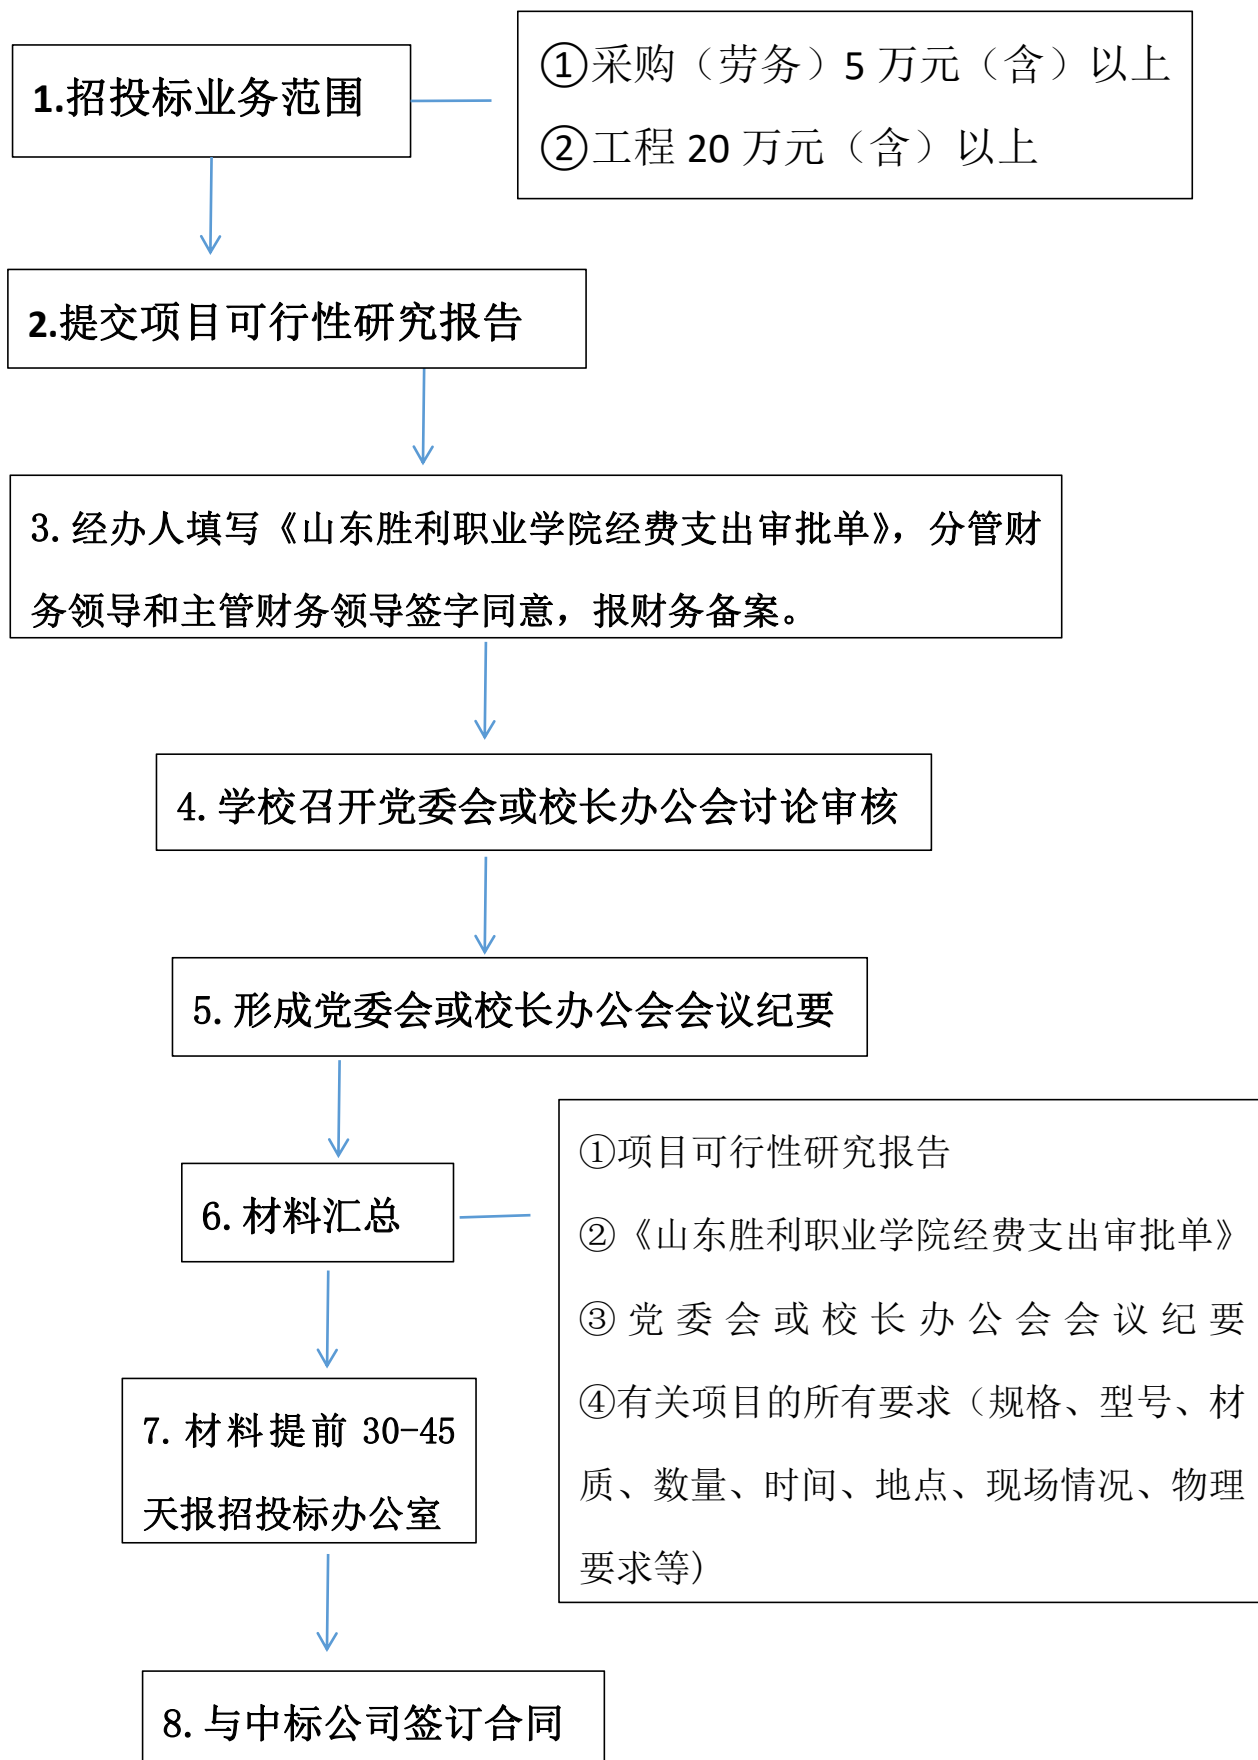 1.招投标业务范围
①采购（劳务）5 万元（含）以上
②工程 20 万元（含）以上
2.提交项目可行性研究报告
3. 经办人填写《山东胜利职业学院经费支出审批单》，分管财
务领导和主管财务领导签字同意，报财务备案。
4. 学校召开党委会或校长办公会讨论审核
5. 形成党委会或校长办公会会议纪要
6. 材料汇总
①项目可行性研究报告
②《山东胜利职业学院经费支出审批单》
③党委会或校长办公会会议纪要
④有关项目的所有要求（规格、型号、材
质、数量、时间、地点、现场情况、物理
要求等)
7. 材料提前 30-45
天报招投标办公室
8. 与中标公司签订合同